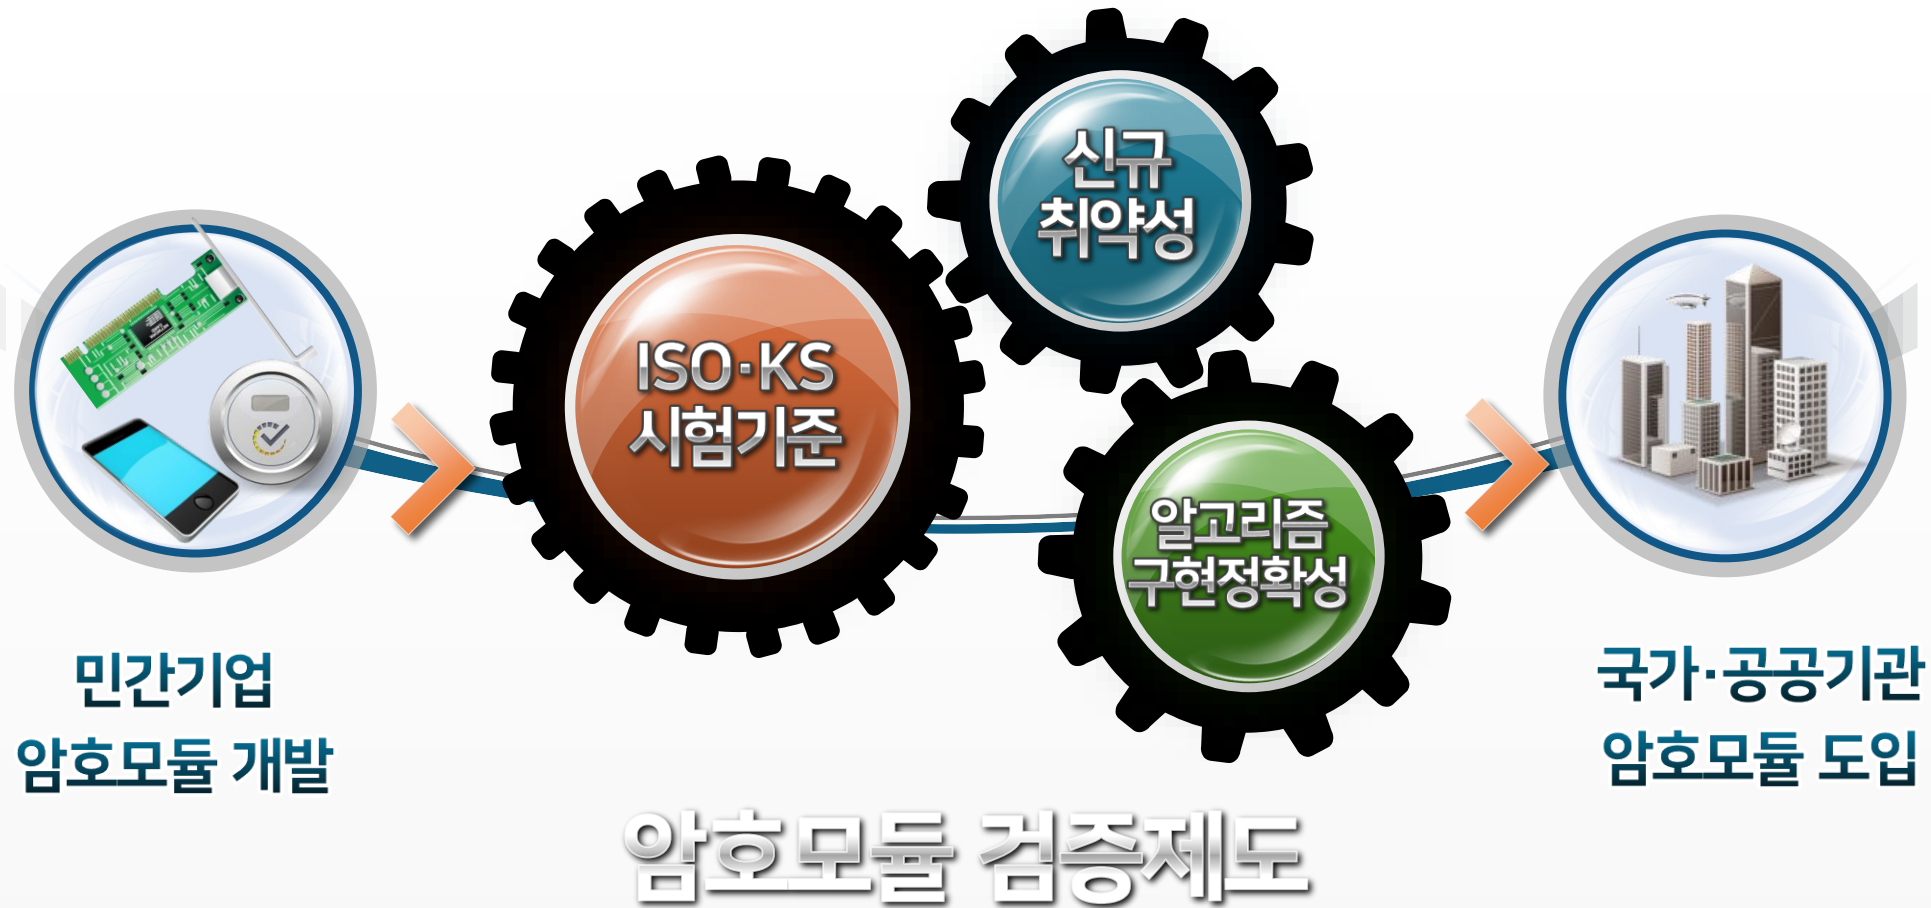 신규
취약성
ISO·KS
시험기준
알고리즘
구현정확성
민간기업
암호모듈 개발
국가·공공기관
암호모듈 도입
암호모듈 검증제도